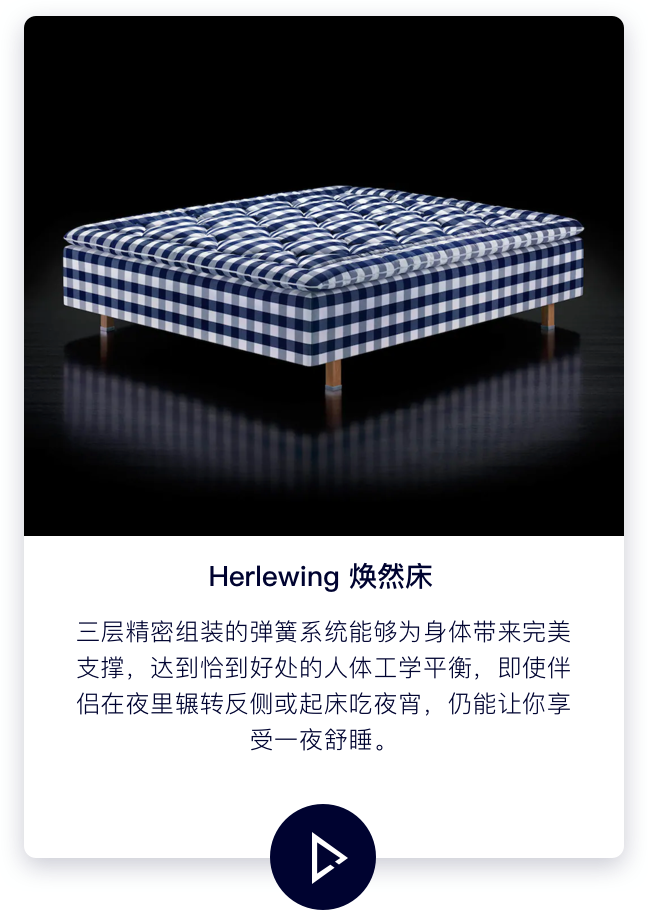 Herlewing 焕然床
三层精密组装的弹簧系统能够为身体带来完美
支撑，达到恰到好处的人体工学平衡，即使伴
侣在夜里辗转反侧或起床吃夜宵，仍能让你享
受一夜舒睡。